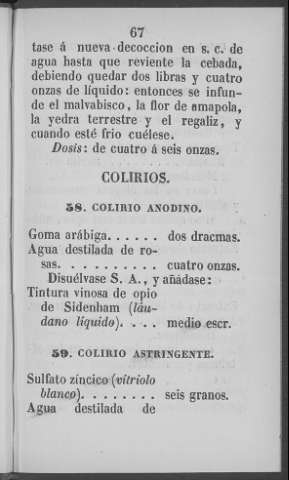 67
tase á nueva decoccion en s. c. de
agua hasta que reviente la cebada,
debiendo quedar dos libras y cuatro
onzas de líquido: entonces se infun-
de el malvabisco, la flor de amapola,
la yedra terrestre y el regaliz, y
cuando esté frio cuélese.
Dosis: de cuatro á seis onzas.
COLIRIOS.
58. COLIRIO ANODINO.
Goma arábiga. . . . . . dos dracmas.
Agua destilada de ro-
sas. . . . . . . . . . . cuatro onzas.
Disuélvase S. A., y añádase:
Tintura vinosa de opio
de Sidenham (láu-
dano líquido). . . . medio escr.
59. COLIRIO ASTRINGENTE.
Sulfato zíncico (vitriolo
blanco). . . . . . . . . seis granos.
Agua destilada de